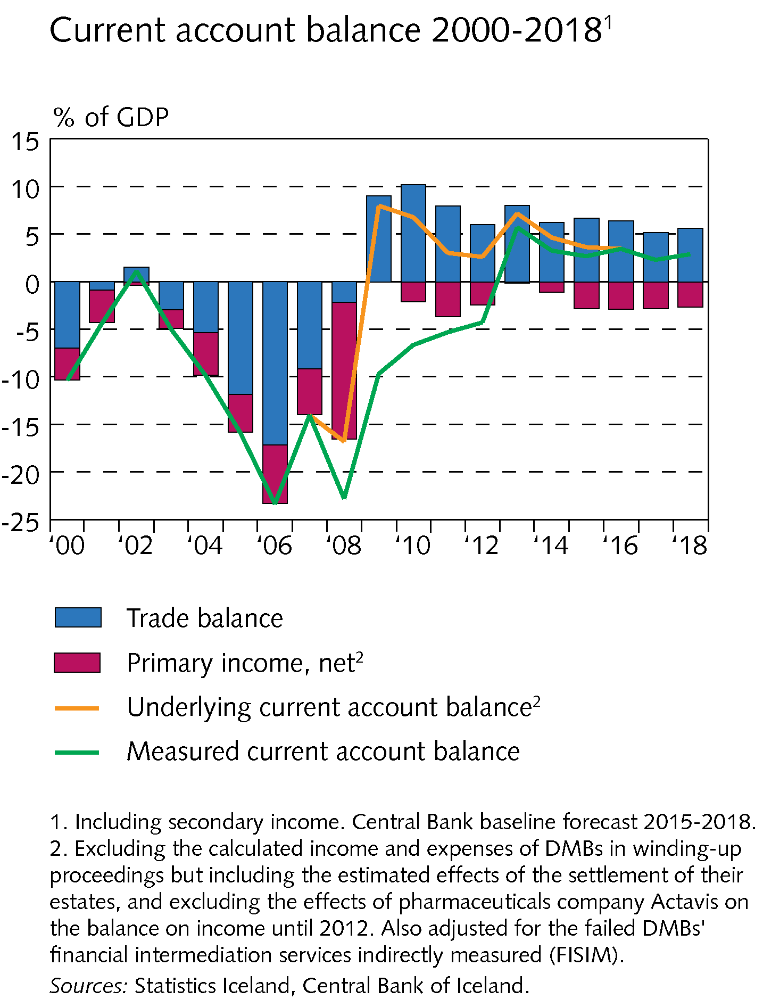 Current account balance 2000-2018¹
% of GDP
15
10
5
0
-5
-10
-15
-20
-25
‘00 ‘02 ‘04 ‘06 ‘08 ‘10 ‘12 ‘14 ‘16 ‘18
Trade balance
Primary income, net²
Underlying current account balance²
Measured current account balance
1. Including secondary income. Central Bank baseline forecast 2015-2018.
2. Excluding the calculated income and expenses of DMBs in winding-up
proceedings but including the estimated effects of the settlement of their
estates, and excluding the effects of pharmaceuticals company Actavis on
the balance on income until 2012. Also adjusted for the failed DMBs'
financial intermediation services indirectly measured (FISIM).
Sources: Statistics Iceland, Central Bank of Iceland.